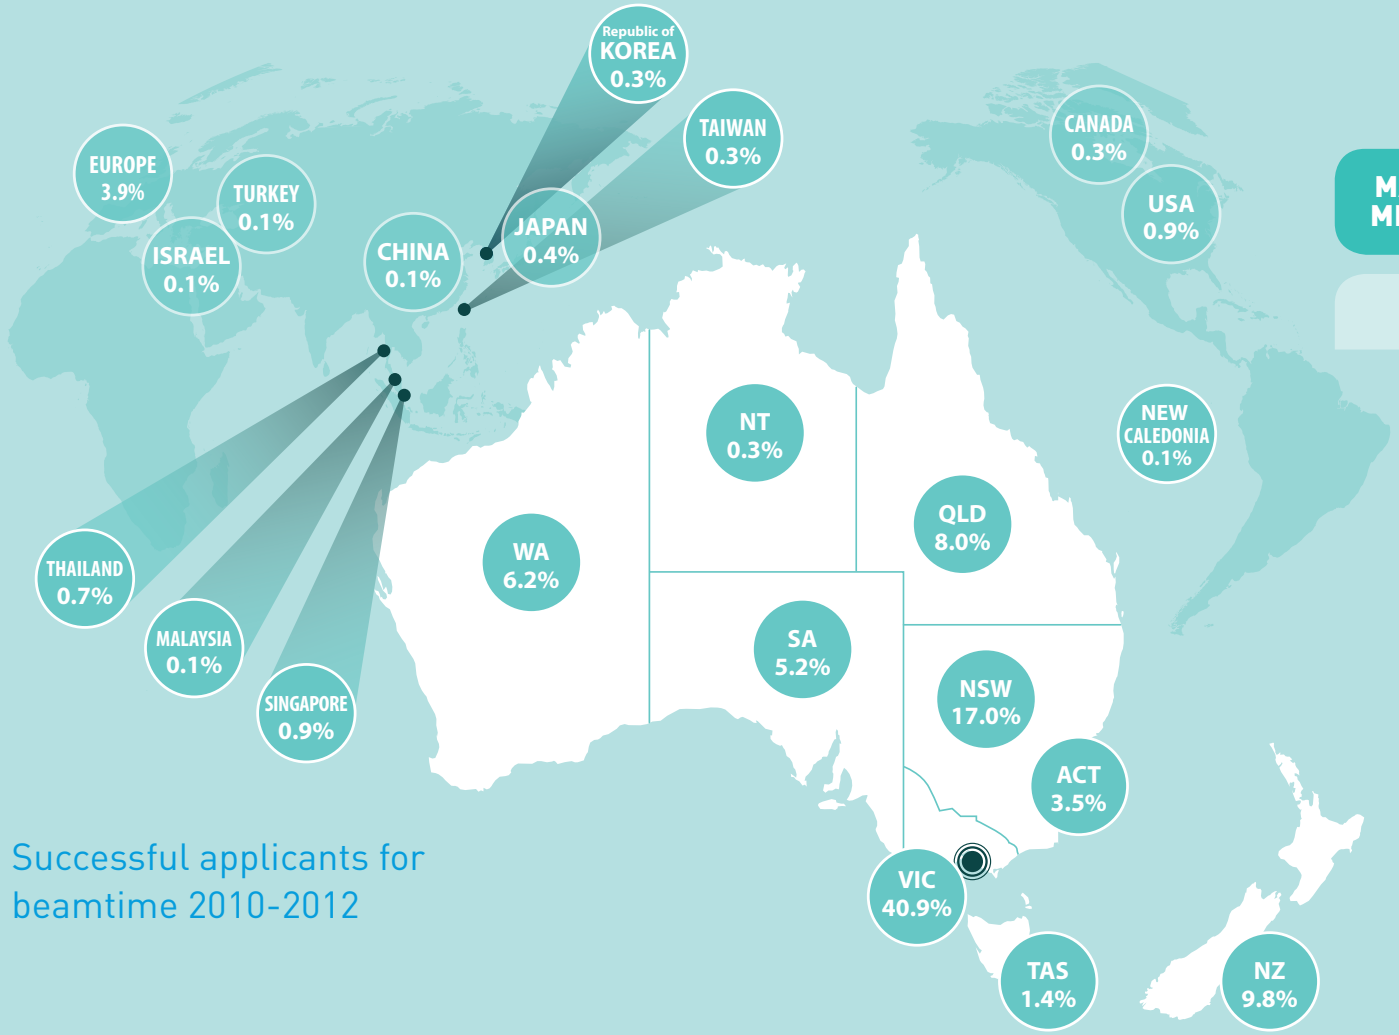 Republic of
KOREA
0.3%
TAIWAN
0.3%
CANADA
0.3%
EUROPE
3.9%
TURKEY
0.1%
USA
0.9%
ISRAEL
0.1%
CHINA
0.1%
JAPAN
0.4%
NT
0.3%
NEW
CALEDONIA
0.1%
QLD
8.0%
WA
6.2%
THAILAND
0.7%
MALAYSIA
0.1%
SA
5.2%
SINGAPORE
0.9%
NSW
17.0%
ACT
3.5%
Successful applicants for
beamtime 2010-2012
VIC
40.9%
TAS
1.4%
NZ
9.8%